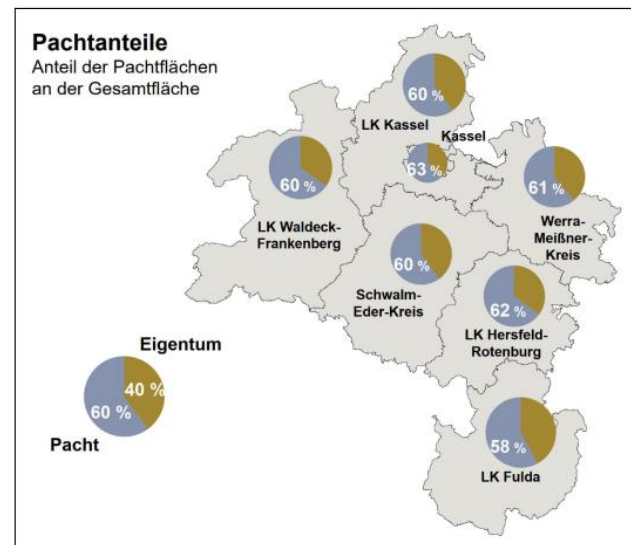 Pachtanteile
Anteil der Pachtflächen
an der Gesamtfläche
60 %
LK Kassel
Kassel
63 %
60 %
LK Waldeck-
Frankenberg
61 %
Werra-
Meißner-
Kreis
60 %
Schwalm-
Eder-Kreis
62 %
LK Hersfeld-
Rotenburg
Eigentum
40 %
60 %
Pacht
58 %
LK Fulda